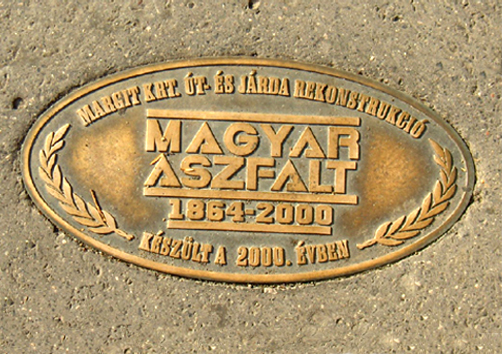 MARGIT KRT. ÚT- ÉS JÁRDA REKONSTRUKCIÓ
MAGYAR
ASZFALT
1864-2000
KÉSZÜLT A 2000. ÉVBEN